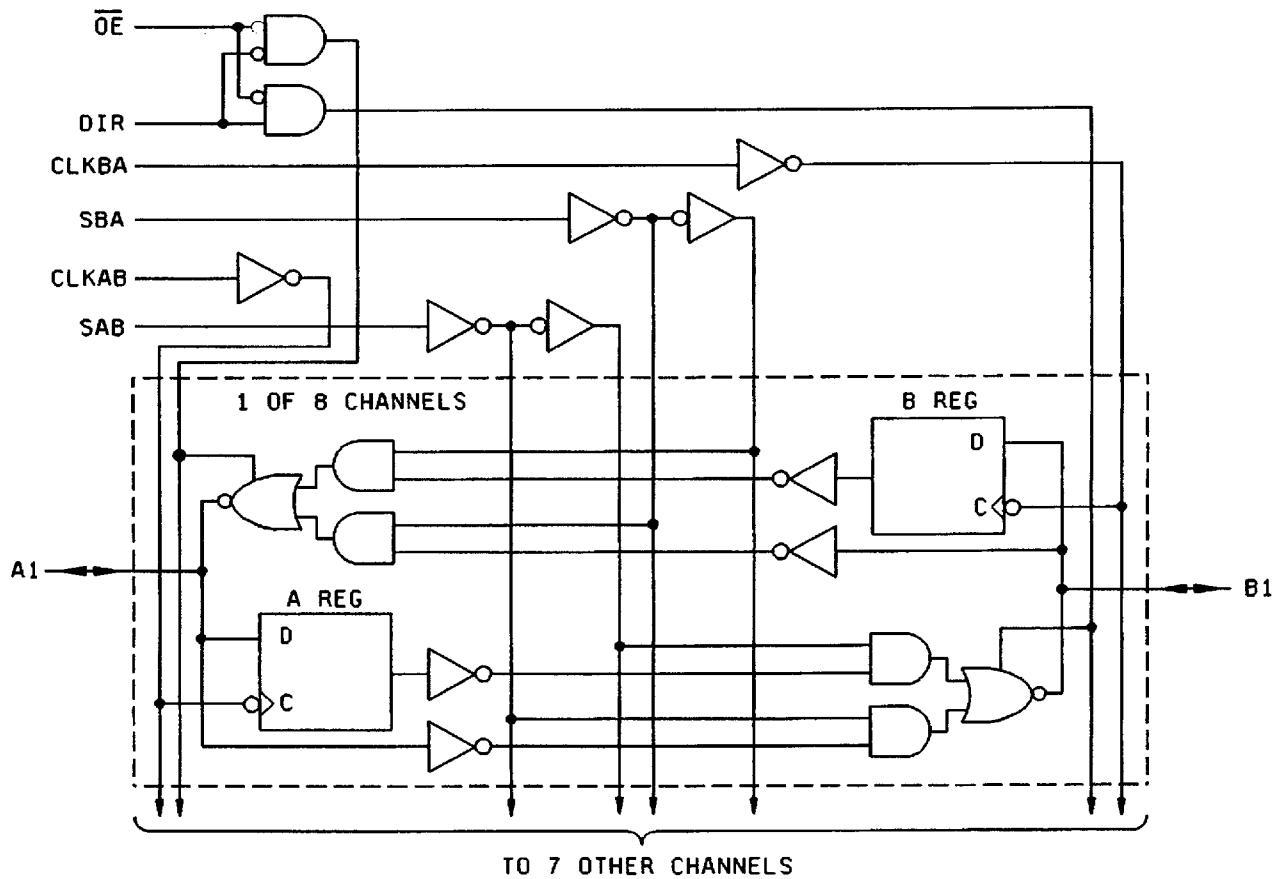 OE
DIR
CLKBA
SBA
CLKAB
SAB
1 OF 8 CHANNELS
B REG
D
C
A1
A REG
B1
D
C
TO 7 OTHER CHANNELS